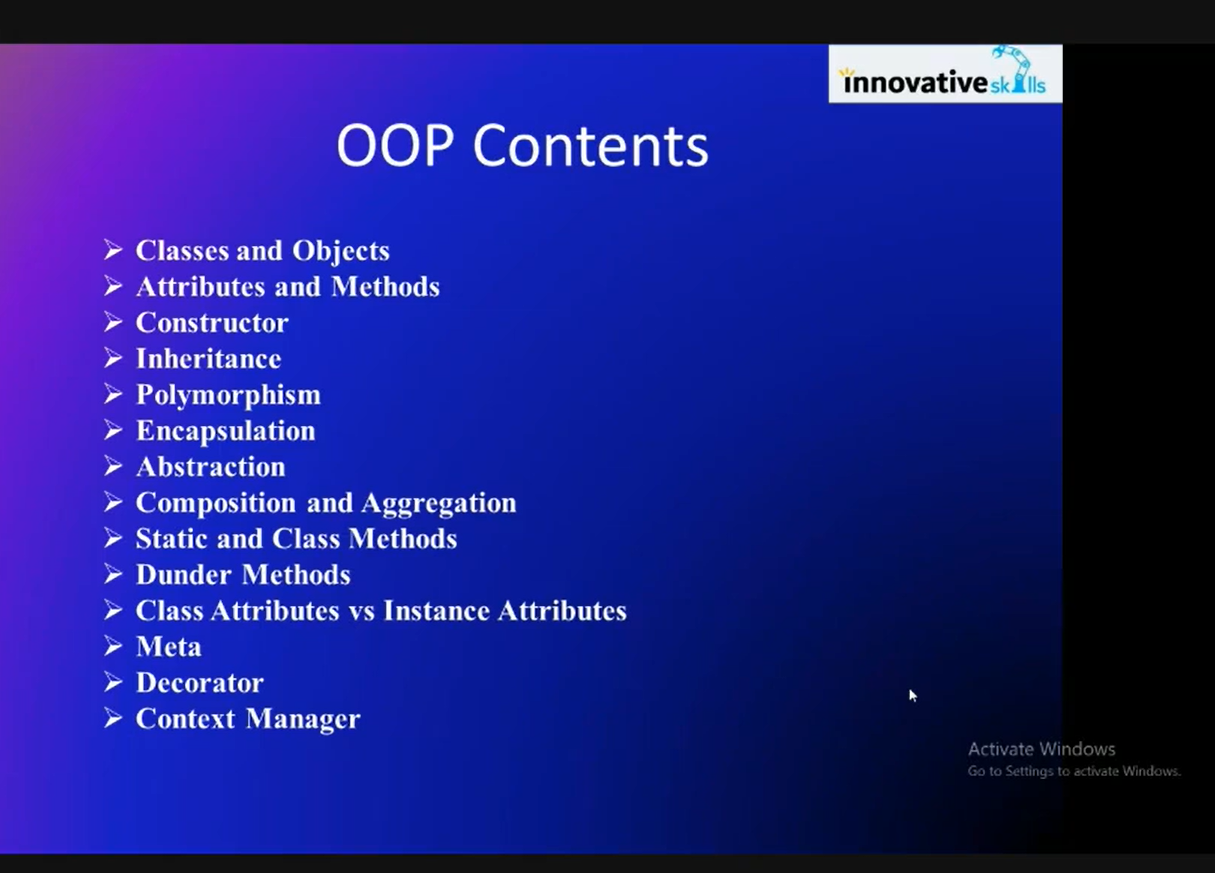 innovative skills
OOP Contents
Classes and Objects
Attributes and Methods
Constructor
Inheritance
Polymorphism
Encapsulation
Abstraction
Composition and Aggregation
Static and Class Methods
Dunder Methods
Class Attributes vs Instance Attributes
Meta
Decorator
Context Manager
Activate Windows
Go to Settings to activate Windows.